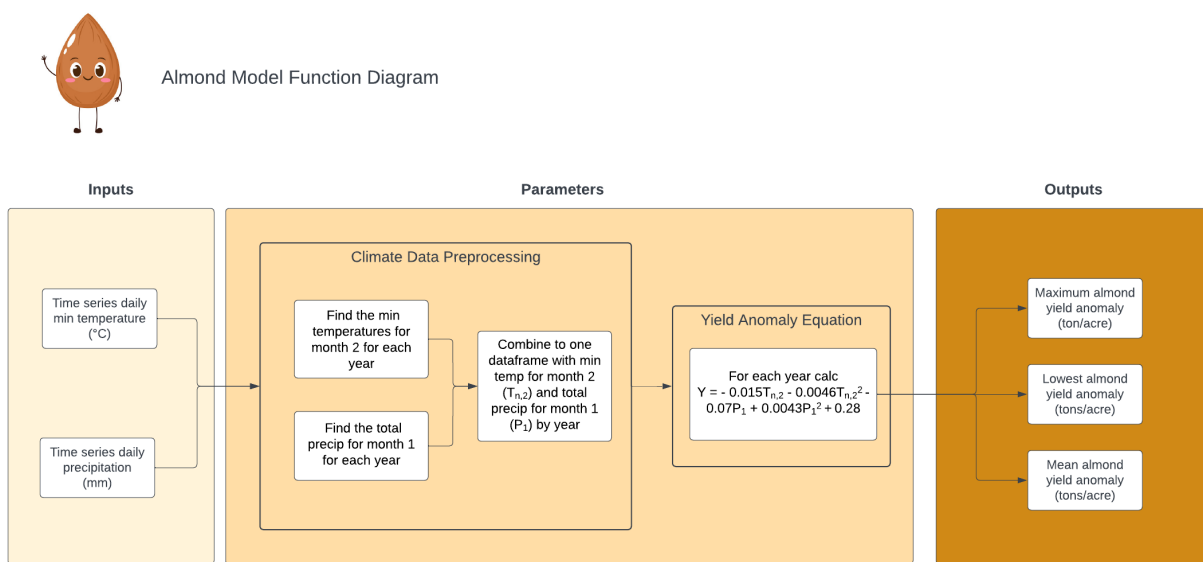 Almond Model Function Diagram
Inputs
Parameters
Outputs
Time series daily
min temperature
(°C)
Time series daily
precipitation
(mm)
Climate Data Preprocessing
Find the min
temperatures for
month 2 for each
year
Find the total
precip for month 1
for each year
Combine to one
dataframe with min
temp for month 2
(Tₙ,₂) and total
precip for month 1
(P₁) by year
Yield Anomaly Equation
For each year calc
Y = - 0.015Tₙ,₂ - 0.0046Tₙ,₂² -
0.07P₁ + 0.0043P₁² + 0.28
Maximum almond
yield anomaly
(ton/acre)
Lowest almond
yield anomaly
(tons/acre)
Mean almond
yield anomaly
(tons/acre)